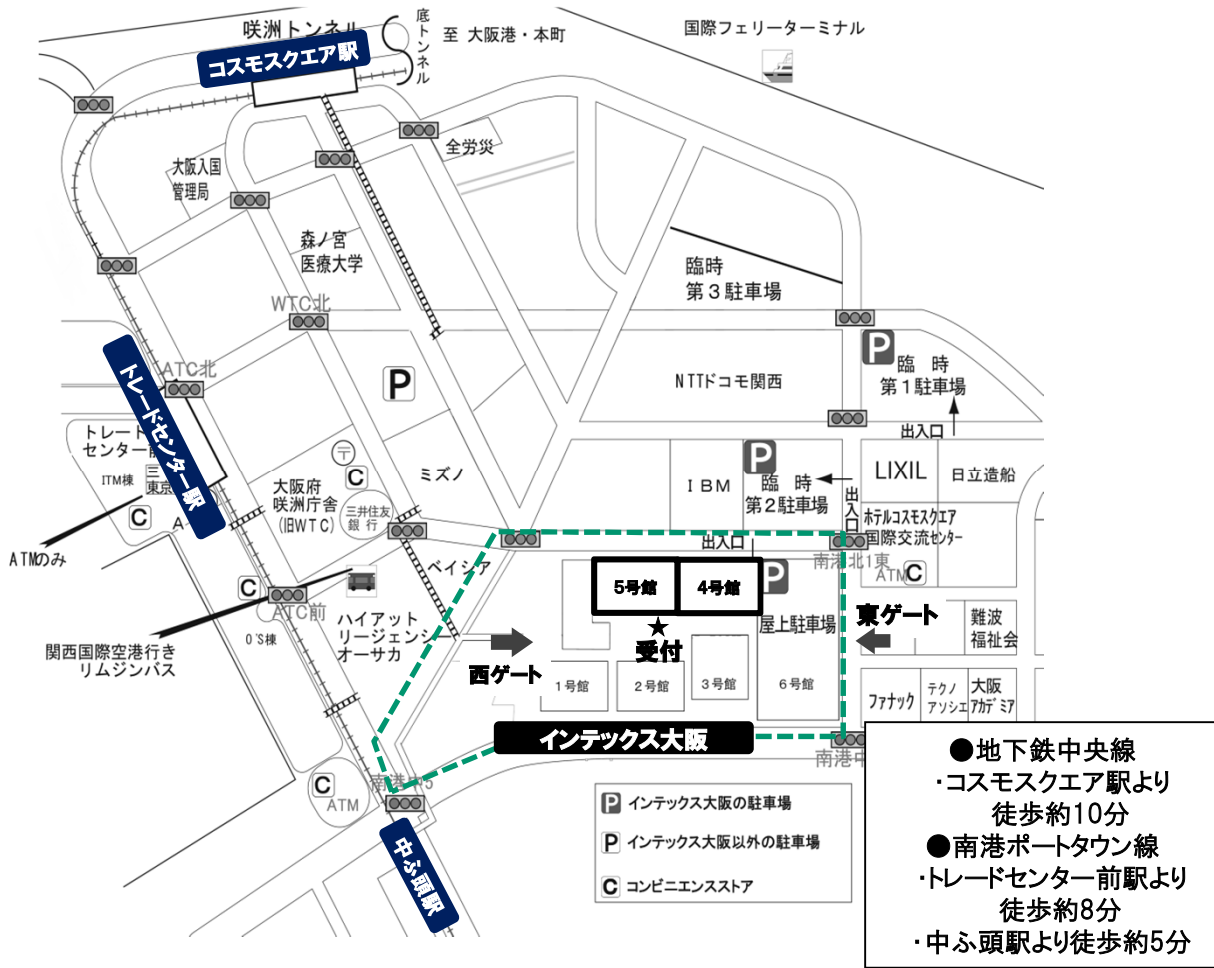 咲洲トンネル
コスモスクエア駅
底トンネル
至 大阪港・本町
国際フェリーターミナル
全労災
大阪入国
管理局
森ノ宮
医療大学
WTC北
臨時
第3駐車場
ATC北
トレードセンター駅
P
NTTドコモ関西
P
臨 時
第1駐車場
出入口
トレード
センター前
ITM棟
三
東京
C
A
〒
C
大阪府
咲洲庁舎
(旧WTC)
三井住友
銀 行
ミズノ
IBM
P
臨 時
第2駐車場
出入口
LIXIL
日立造船
ホテルコスモスクエア
国際交流センター
ATMのみ
ベイシア
出入口
南港北1東
ATM
C
5号館
4号館
P
屋上駐車場
東ゲート
難波
福祉会
C
ATC前
ハイアット
リージェンシ
オーサカ
O'S棟
関西国際空港行き
リムジンバス
★
受付
西ゲート
1号館
2号館
3号館
6号館
ファナック
テクノ
アソシエ
大阪
アカデミア
インテックス大阪
南港中
C
ATM
南港中5
中ふ頭駅
P インテックス大阪の駐車場
P インテックス大阪以外の駐車場
C コンビニエンスストア
●地下鉄中央線
・コスモスクエア駅より
徒歩約10分
●南港ポートタウン線
・トレードセンター前駅より
徒歩約8分
・中ふ頭駅より徒歩約5分